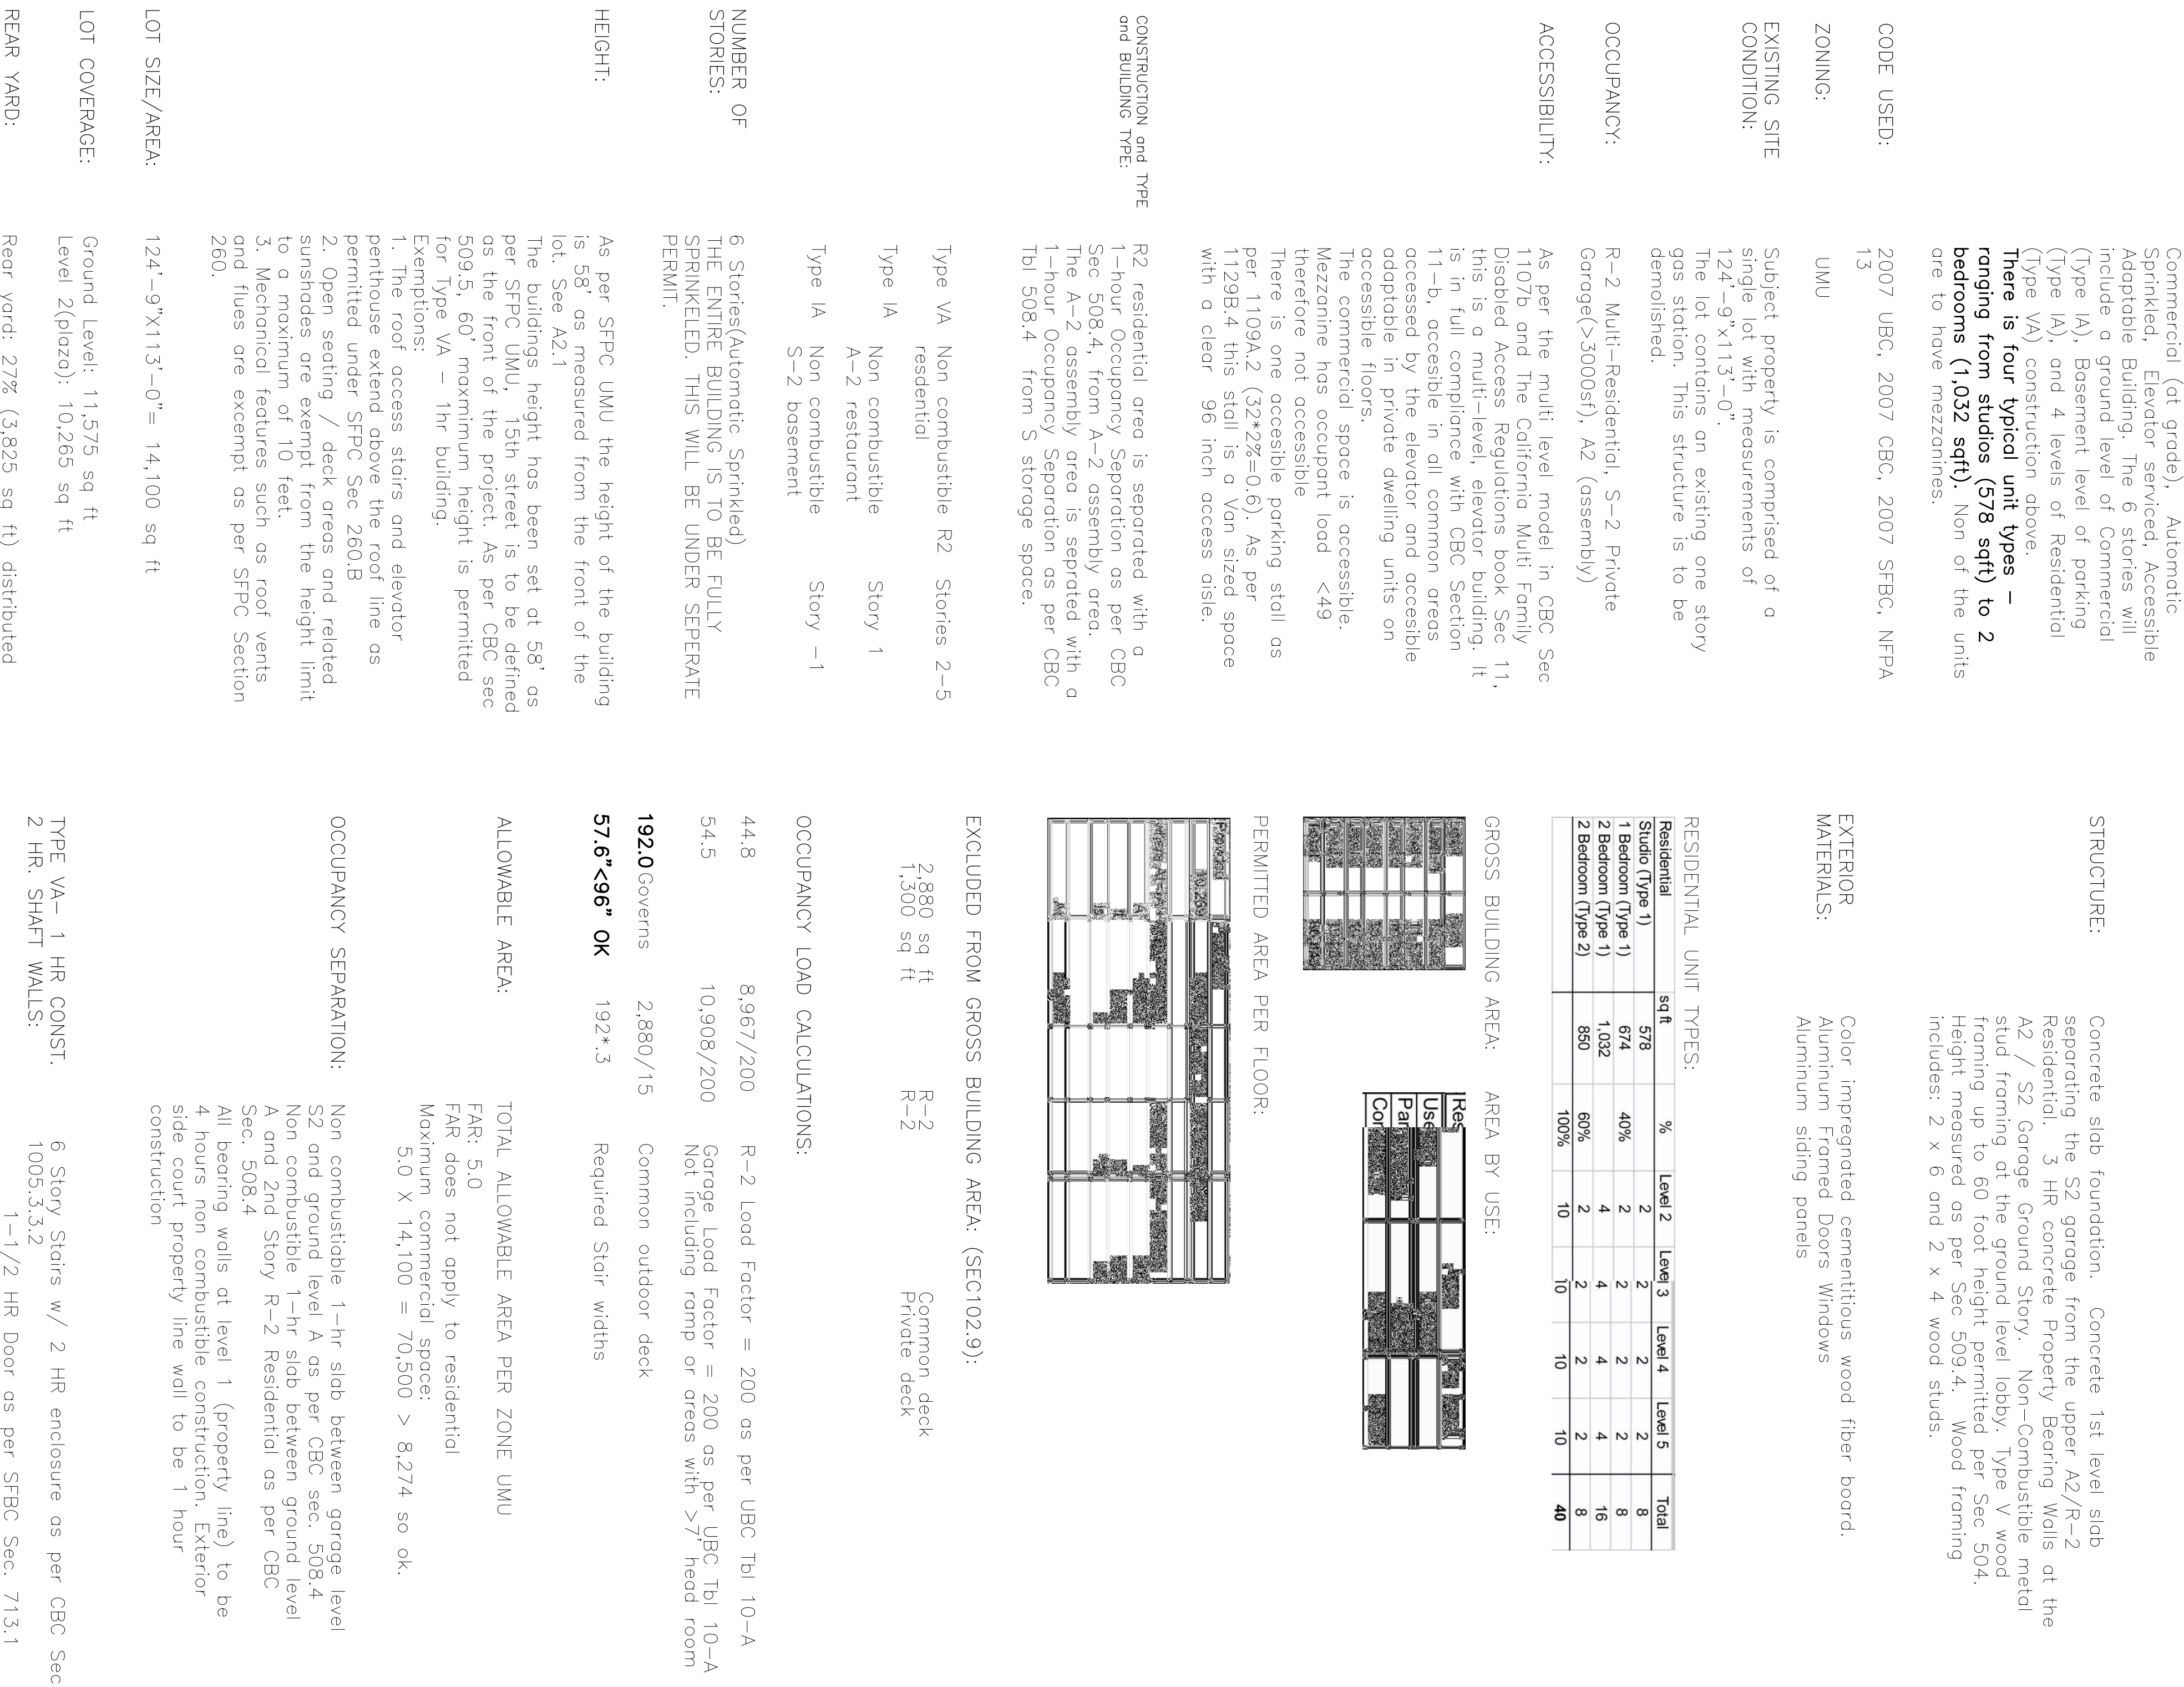 Commercial (at grade), Automatic
Sprinkled, Elevator serviced, Accessible
Adaptable Building. The 6 stories will
include a ground level of Commercial
(Type IA), Basement level of parking
(Type IA), and 4 levels of Residential
(Type VA) construction above.
There is four typical unit types –
ranging from studios (578 sqft) to 2
bedrooms (1,032 sqft). Non of the units
are to have mezzanines.
CODE USED: 2007 UBC, 2007 CBC, 2007 SFBC, NFPA
13
ZONING: UMU
EXISTING SITE
CONDITION:
Subject property is comprised of a
single lot with measurements of
124'-9"X113'-0".
The lot contains an existing one story
gas station. This structure is to be
demolished.
OCCUPANCY: R-2 Multi-Residential, S-2 Private
Garage(>3000sf), A2 (assembly)
ACCESSIBILITY: As per the multi level model in CBC Sec
1107b and The California Multi Family
Disabled Access Regulations book Sec 11,
this is a multi-level, elevator building. It
is in full compliance with CBC Section
11-b, accesible in all common areas
accessed by the elevator and accessible
adaptable in private dwelling units on
accessible floors.
The commercial space is accessible.
Mezzanine has occupant load <49
therefore not accessible
There is one accessible parking stall as
per 1109A.2 (32*2%=0.6). As per
1129B.4 this stall is a Van sized space
with a clear 96 inch access aisle.
CONSTRUCTION and TYPE
and BUILDING TYPE:
R2 residential area is separated with a
1-hour Occupancy Separation as per CBC
Sec 508.4, from A-2 assembly area.
The A-2 assembly area is seprated with a
1-hour Occupancy Separation as per CBC
Tbl 508.4 from S storage space.
Type VA Non combustible R2 Stories 2-5
resdential
Type IA Non combustible Story 1
A-2 restaurant
Type IA Non combustible Story -1
S-2 basement
NUMBER OF
STORIES:
6 Stories(Automatic Sprinkled)
THE ENTIRE BUILDING IS TO BE FULLY
SPRINKELED. THIS WILL BE UNDER SEPERATE
PERMIT.
HEIGHT: As per SFPC UMU the height of the building
is 58' as measured from the front of the
lot. See A2.1
The buildings height has been set at 58' as
per SFPC UMU, 15th street is to be defined
as the front of the project. As per CBC sec
509.5, 60' maxmimum height is permitted
for Type VA - 1hr building.
Exemptions:
1. The roof access stairs and elevator
penthouse extend above the roof line as
permitted under SFPC Sec 260.B
2. Open seating / deck areas and related
sunshades are exempt from the height limit
to a maximum of 10 feet.
3. Mechanical features such as roof vents
and flues are excempt as per SFPC Section
260.
LOT SIZE/AREA: 124'-9"X113'-0"= 14,100 sq ft
LOT COVERAGE: Ground Level: 11,575 sq ft
Level 2(plaza): 10,265 sq ft
REAR YARD: Rear yard: 27% (3,825 sq ft) distributed
STRUCTURE: Concrete slab foundation. Concrete 1st level slab
separating the S2 garage from the upper A2/R-2
Residential. 3 HR concrete Property Bearing Walls at the
A2 / S2 Garage Ground Story. Non-Combustible metal
stud framing at the ground level lobby. Type V wood
framing up to 60 foot height permitted per Sec 504.
Height measured as per Sec 509.4. Wood framing
includes: 2 x 6 and 2 x 4 wood studs.
EXTERIOR
MATERIALS:
Color impregnated cementitious wood fiber board.
Aluminum Framed Doors Windows
Aluminum siding panels
RESIDENTIAL UNIT TYPES:
Residential sq ft % Level 2 Level 3 Level 4 Level 5 Total
Studio (Type 1) 578 2 2 2 2 8
1 Bedroom (Type 1) 674 40% 2 2 2 2 8
2 Bedroom (Type 1) 1,032 4 4 4 4 16
2 Bedroom (Type 2) 850 60% 2 2 2 2 8
100% 10 10 10 10 40
GROSS BUILDING AREA: AREA BY USE:
Res
Use
Par
Cor
PERMITTED AREA PER FLOOR:
EXCLUDED FROM GROSS BUILDING AREA: (SEC102.9):
2,880 sq ft R-2 Common deck
1,300 sq ft R-2 Private deck
OCCUPANCY LOAD CALCULATIONS:
44.8 8,967/200 R-2 Load Factor = 200 as per UBC Tbl 10-A
54.5 10,908/200 Garage Load Factor = 200 as per UBC Tbl 10-A
Not including ramp or areas with >7' head room
192.0 Governs 2,880/15 Common outdoor deck
57.6"<96" OK 192*.3 Required Stair widths
ALLOWABLE AREA: TOTAL ALLOWABLE AREA PER ZONE UMU
FAR: 5.0
FAR does not apply to residential
Maximum commercial space:
5.0 X 14,100 = 70,500 > 8,274 so ok.
OCCUPANCY SEPARATION: Non combustiable 1-hr slab between garage level
S2 and ground level A as per CBC sec. 508.4
Non combustible 1-hr slab between ground level
A and 2nd Story R-2 Residential as per CBC
Sec. 508.4
All bearing walls at level 1 (property line) to be
4 hours non combustible construction. Exterior
side court property line wall to be 1 hour
construction
TYPE VA- 1 HR CONST.
2 HR. SHAFT WALLS:
6 Story Stairs w/ 2 HR enclosure as per CBC Sec
1005.3.3.2
1-1/2 HR Door as per SFBC Sec. 713.1